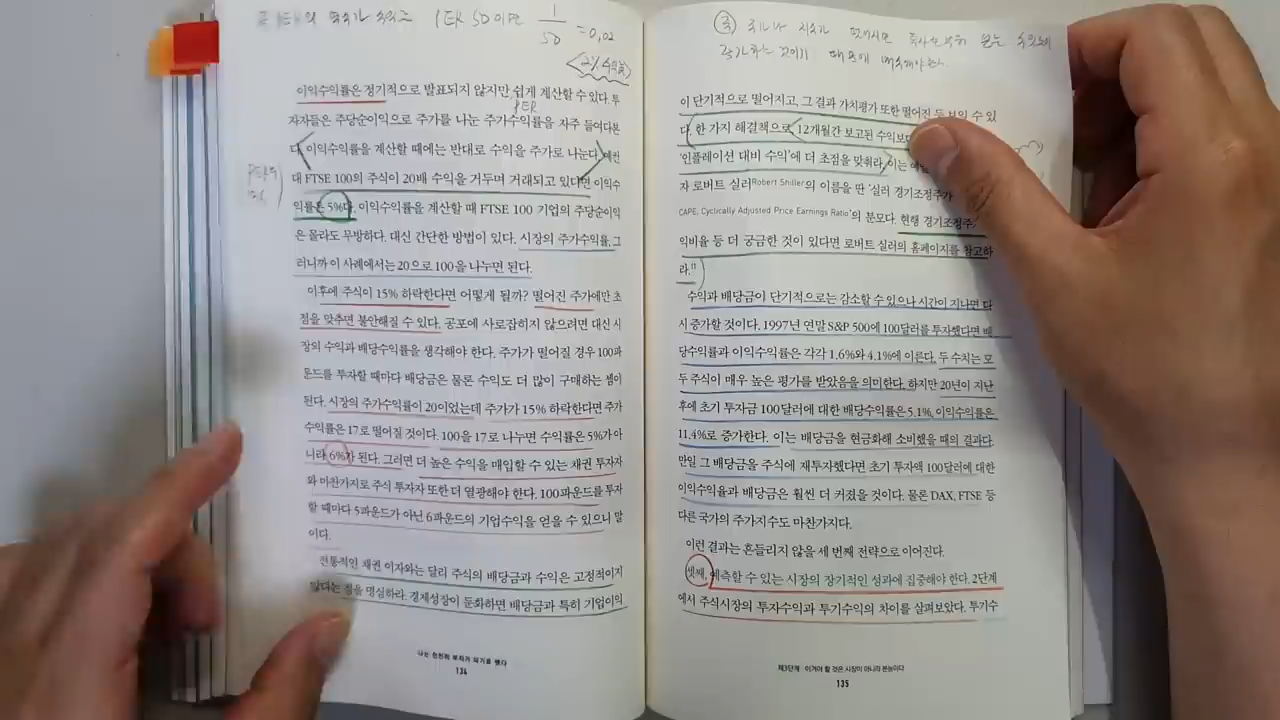 PER 50이면 1/50 = 0,02
2% 수익률
이익수익률은 정기적으로 발표되지 않지만 쉽게 계산할 수 있다. 투
PER
자자들은 주당순이익으로 주가를 나눈 주가수익률을 자주 들여다본
다. 이익수익률을 계산할 때에는 반대로 수익을 주가로 나눈다. 예컨
대 FTSE 100의 주식이 20배 수익을 거두며 거래되고 있다면 이익수
익률은 5%다. 이익수익률을 계산할 때 FTSE 100 기업의 주당순이익
은 몰라도 무방하다. 대신 간단한 방법이 있다. 시장의 주가수익률, 그
러니까 이 사례에서는 20으로 100을 나누면 된다.
이후에 주식이 15% 하락한다면 어떻게 될까? 떨어진 주가에만 초
점을 맞추면 불안해질 수 있다. 공포에 사로잡히지 않으려면 대신 시
장의 수익과 배당수익률을 생각해야 한다. 주가가 떨어질 경우 100파
운드를 투자할 때마다 배당금은 물론 수익도 더 많이 구매하는 셈이
된다. 시장의 주가수익률이 20이었는데 주가가 15% 하락한다면 주가
수익률은 17로 떨어질 것이다. 100을 17로 나누면 수익률은 5%가 아
니라 6%가 된다. 그러면 더 높은 수익을 매입할 수 있는 채권 투자자
와 마찬가지로 주식 투자자 또한 더 열광해야 한다. 100파운드를 투자
할 때마다 5파운드가 아닌 6파운드의 기업수익을 얻을 수 있으니 말
이다.
전통적인 채권 이자와는 달리 주식의 배당금과 수익은 고정적이지
않다는 점을 명심하라. 경제성장이 둔화하면 배당금과 특히 기업이익
나는 천천히 부자가 되기로 했다
134
이 단기적으로 떨어지고, 그 결과 가치평가 또한 떨어진 듯 보일 수 있
다. 한 가지 해결책으로 12개월간 보고된 수익보다
'인플레이션 대비 수익'에 더 초점을 맞춰라. 이는
자 로버트 실러Robert Shiller의 이름을 딴 '실러 경기조정주가
CAPE, Cyclically Adjusted Price Earnings Ratio'의 분모다. 현행 경기조정주
익비율 등 더 궁금한 것이 있다면 로버트 실러의 홈페이지를 참고하
라.11
수익과 배당금이 단기적으로는 감소할 수 있으나 시간이 지나면 다
시 증가할 것이다. 1997년 연말 S&P 500에 100달러를 투자했다면 배
당수익률과 이익수익률은 각각 1.6%와 4.1%에 이른다. 두 수치는 모
두 주식이 매우 높은 평가를 받았음을 의미한다. 하지만 20년이 지난
후에 초기 투자금 100달러에 대한 배당수익률은 5.1%, 이익수익률은
11.4%로 증가한다. 이는 배당금을 현금화해 소비했을 때의 결과다.
만일 그 배당금을 주식에 재투자했다면 초기 투자액 100달러에 대한
이익수익율과 배당금은 훨씬 더 커졌을 것이다. 물론 DAX, FTSE 등
다른 국가의 주가지수도 마찬가지다.
이런 결과는 흔들리지 않을 세 번째 전략으로 이어진다.
셋째, 예측할 수 있는 시장의 장기적인 성과에 집중해야 한다. 2단계
에서 주식시장의 투자수익과 투기수익의 차이를 살펴보았다. 투기수
제3단계 · 이겨야 할 것은 시장이 아니라 본능이다
135